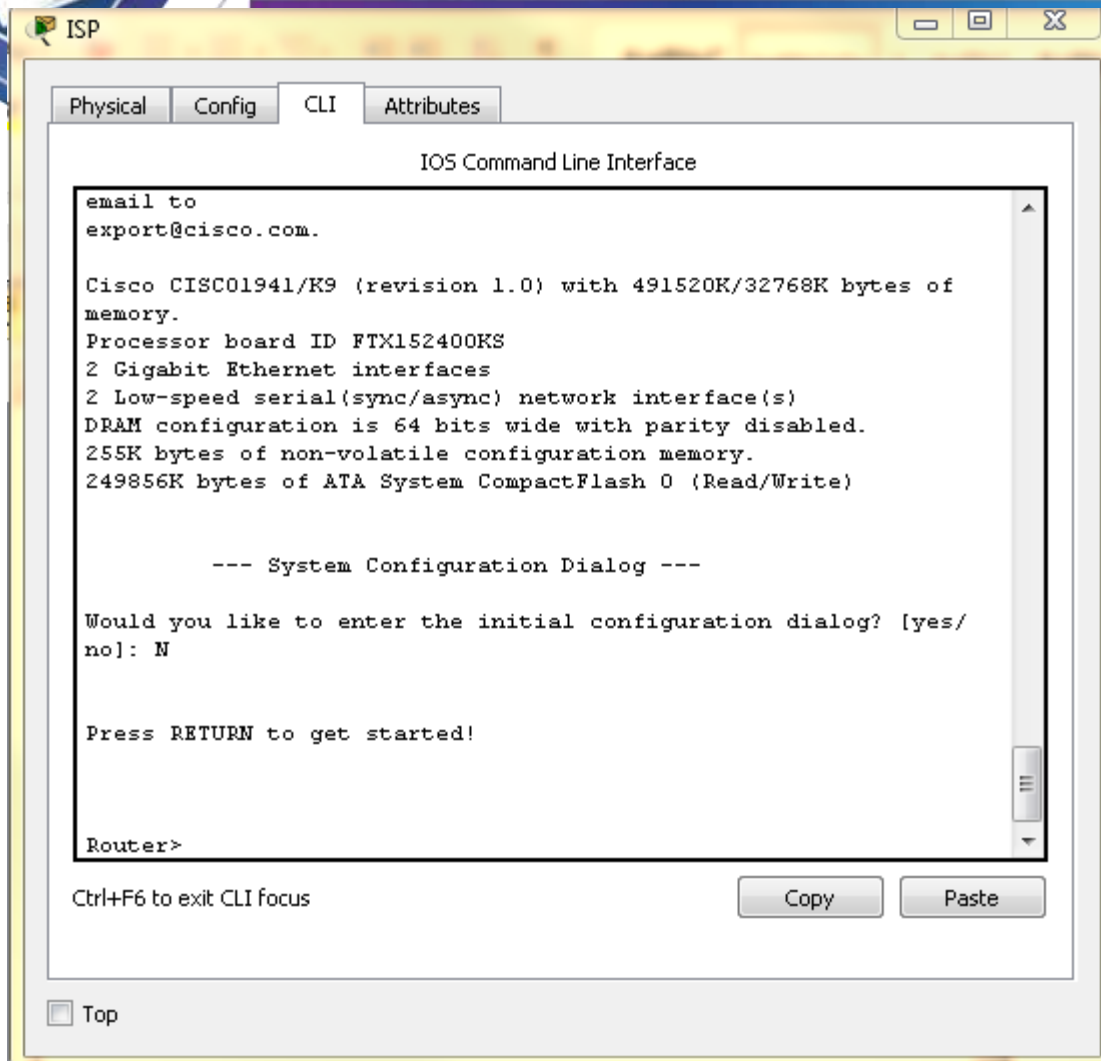 ISP
Physical Config CLI Attributes
IOS Command Line Interface
email to
export@cisco.com.
Cisco CISCO1941/K9 (revision 1.0) with 491520K/32768K bytes of
memory.
Processor board ID FTX152400KS
2 Gigabit Ethernet interfaces
2 Low-speed serial(sync/async) network interface(s)
DRAM configuration is 64 bits wide with parity disabled.
255K bytes of non-volatile configuration memory.
249856K bytes of ATA System CompactFlash 0 (Read/Write)
--- System Configuration Dialog ---
Would you like to enter the initial configuration dialog? [yes/
no]: N
Press RETURN to get started!
Router>
Ctrl+F6 to exit CLI focus
Copy Paste
Top